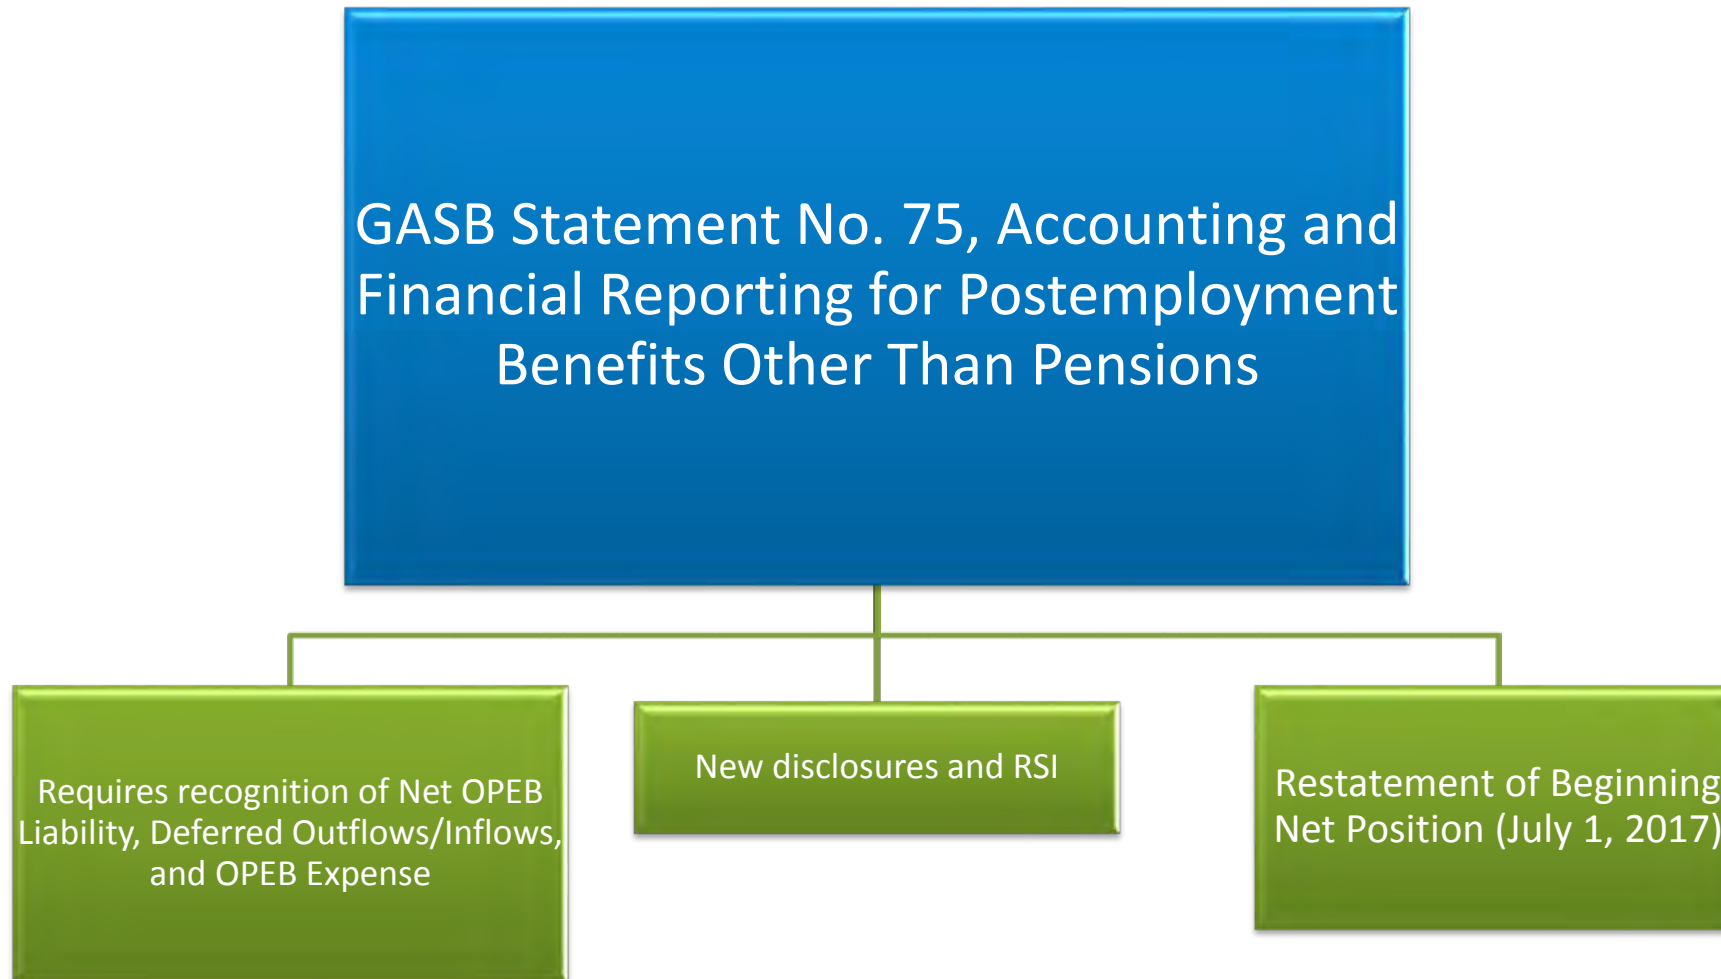 GASB Statement No. 75, Accounting and
Financial Reporting for Postemployment
Benefits Other Than Pensions
Requires recognition of Net OPEB
Liability, Deferred Outflows/Inflows,
and OPEB Expense
New disclosures and RSI
Restatement of Beginning
Net Position (July 1, 2017)